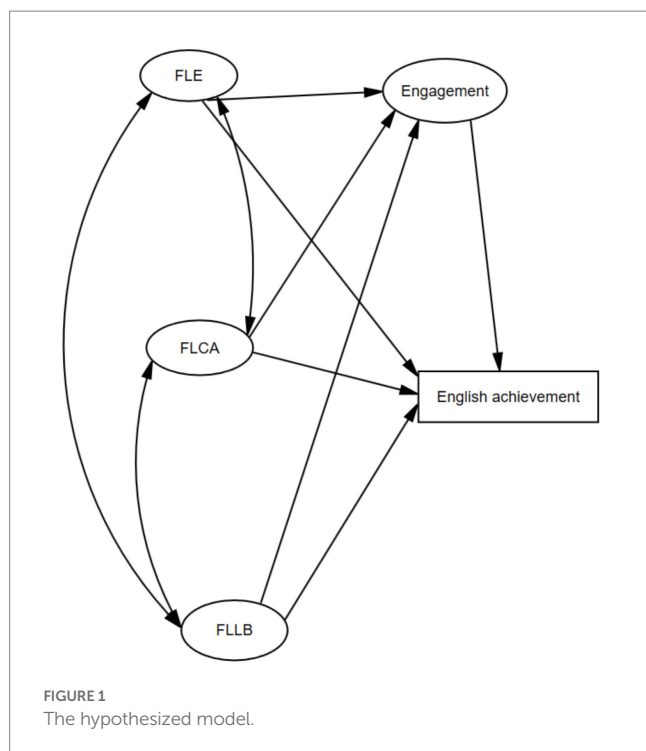 FLE
Engagement
FLCA
English achievement
FLLB
FIGURE 1
The hypothesized model.